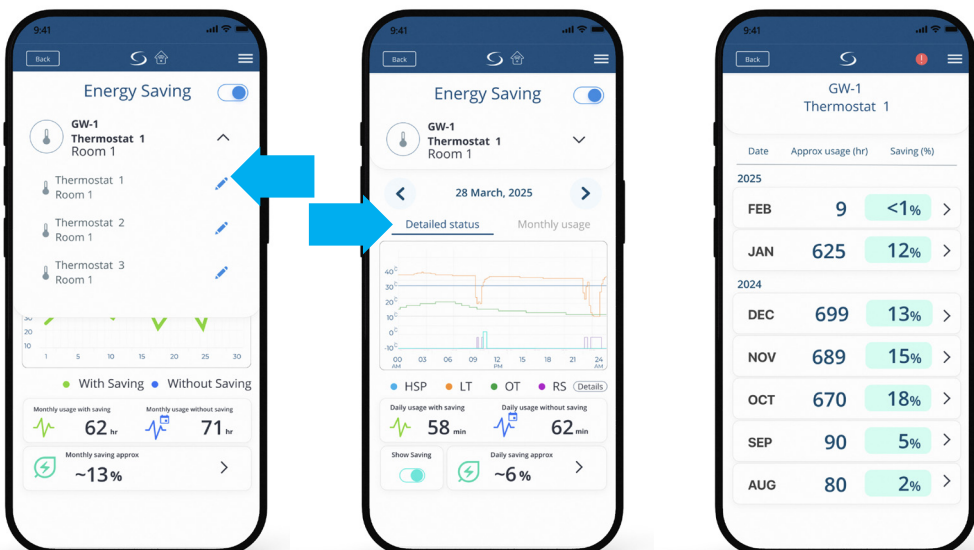 9:41
Back
Energy Saving
GW-1
Thermostat 1
Room 1
Thermostat 1
Room 1
Thermostat 2
Room 1
Thermostat 3
Room 1
20
10
1 5 10 15 20 25 30
With Saving Without Saving
Monthly usage with saving Monthly usage without saving
62 hr 71 hr
Monthly saving approx
~13%
9:41
Back
Energy Saving
GW-1
Thermostat 1
Room 1
28 March, 2025
Detailed status Monthly usage
40°C
30°C
20°C
10°C
0°C
-10°C
00 03 06 09 12 15 18 21 24
AM PM AM
HSP LT OT RS Details
Daily usage with saving Daily usage without saving
58 min 62 min
Show Saving Daily saving approx
~6%
9:41
Back
GW-1
Thermostat 1
Date Approx usage (hr) Saving (%)
2025
FEB 9 <1%
JAN 625 12%
2024
DEC 699 13%
NOV 689 15%
OCT 670 18%
SEP 90 5%
AUG 80 2%